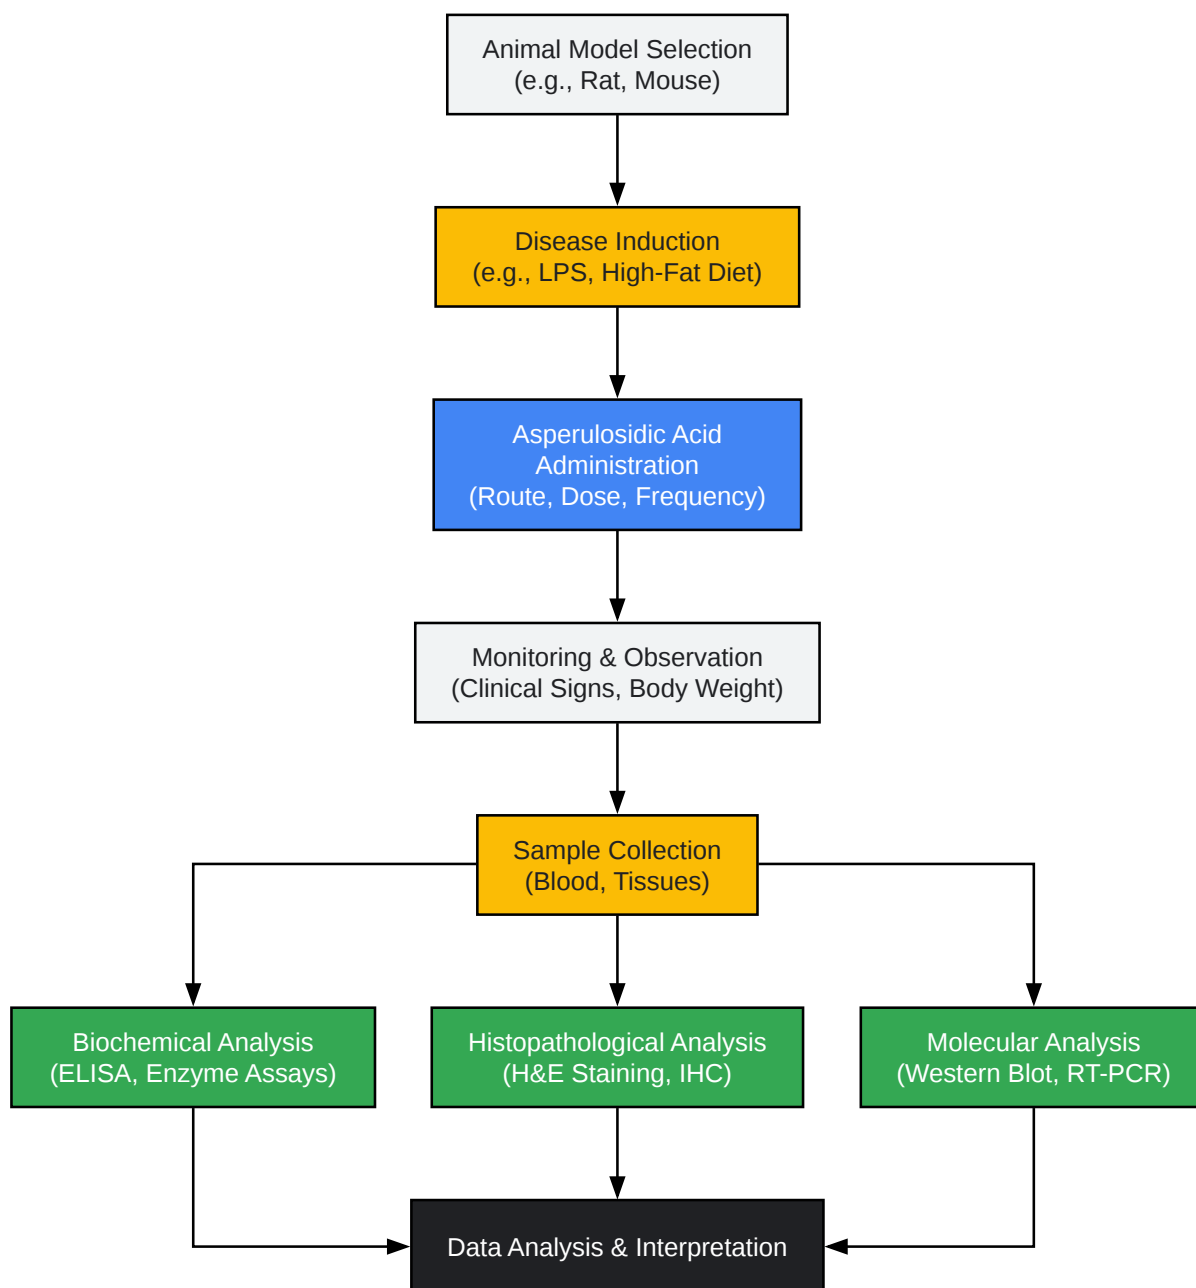 Animal Model Selection
(e.g., Rat, Mouse)
Disease Induction
(e.g., LPS, High-Fat Diet)
Asperulosidic Acid
Administration
(Route, Dose, Frequency)
Monitoring & Observation
(Clinical Signs, Body Weight)
Sample Collection
(Blood, Tissues)
Biochemical Analysis
(ELISA, Enzyme Assays)
Histopathological Analysis
(H&E Staining, IHC)
Molecular Analysis
(Western Blot, RT-PCR)
Data Analysis & Interpretation